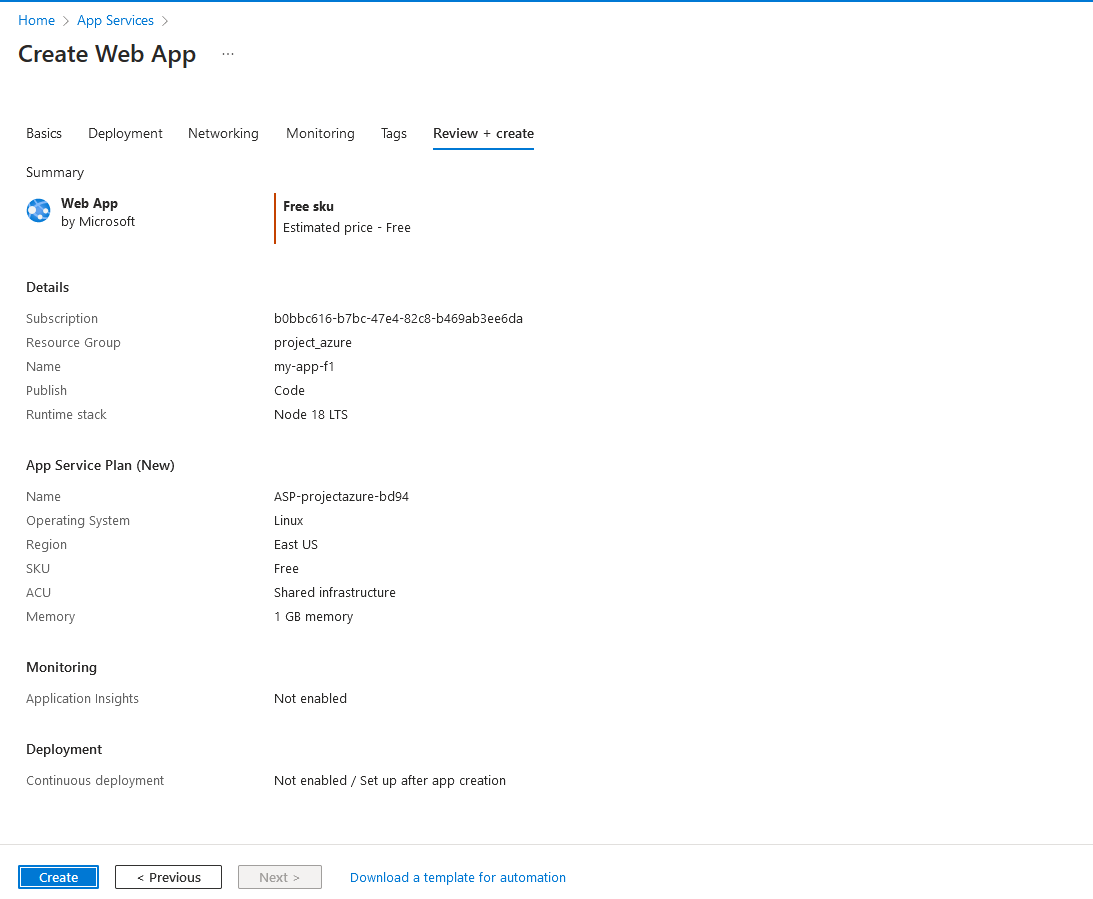 Home > App Services >
Create Web App ...
Basics Deployment Networking Monitoring Tags Review + create
Summary
Web App
by Microsoft
Free sku
Estimated price - Free
Details
Subscription b0bbc616-b7bc-47e4-82c8-b469ab3ee6da
Resource Group project_azure
Name my-app-f1
Publish Code
Runtime stack Node 18 LTS
App Service Plan (New)
Name ASP-projectazure-bd94
Operating System Linux
Region East US
SKU Free
ACU Shared infrastructure
Memory 1 GB memory
Monitoring
Application Insights Not enabled
Deployment
Continuous deployment Not enabled / Set up after app creation
Create < Previous Next > Download a template for automation